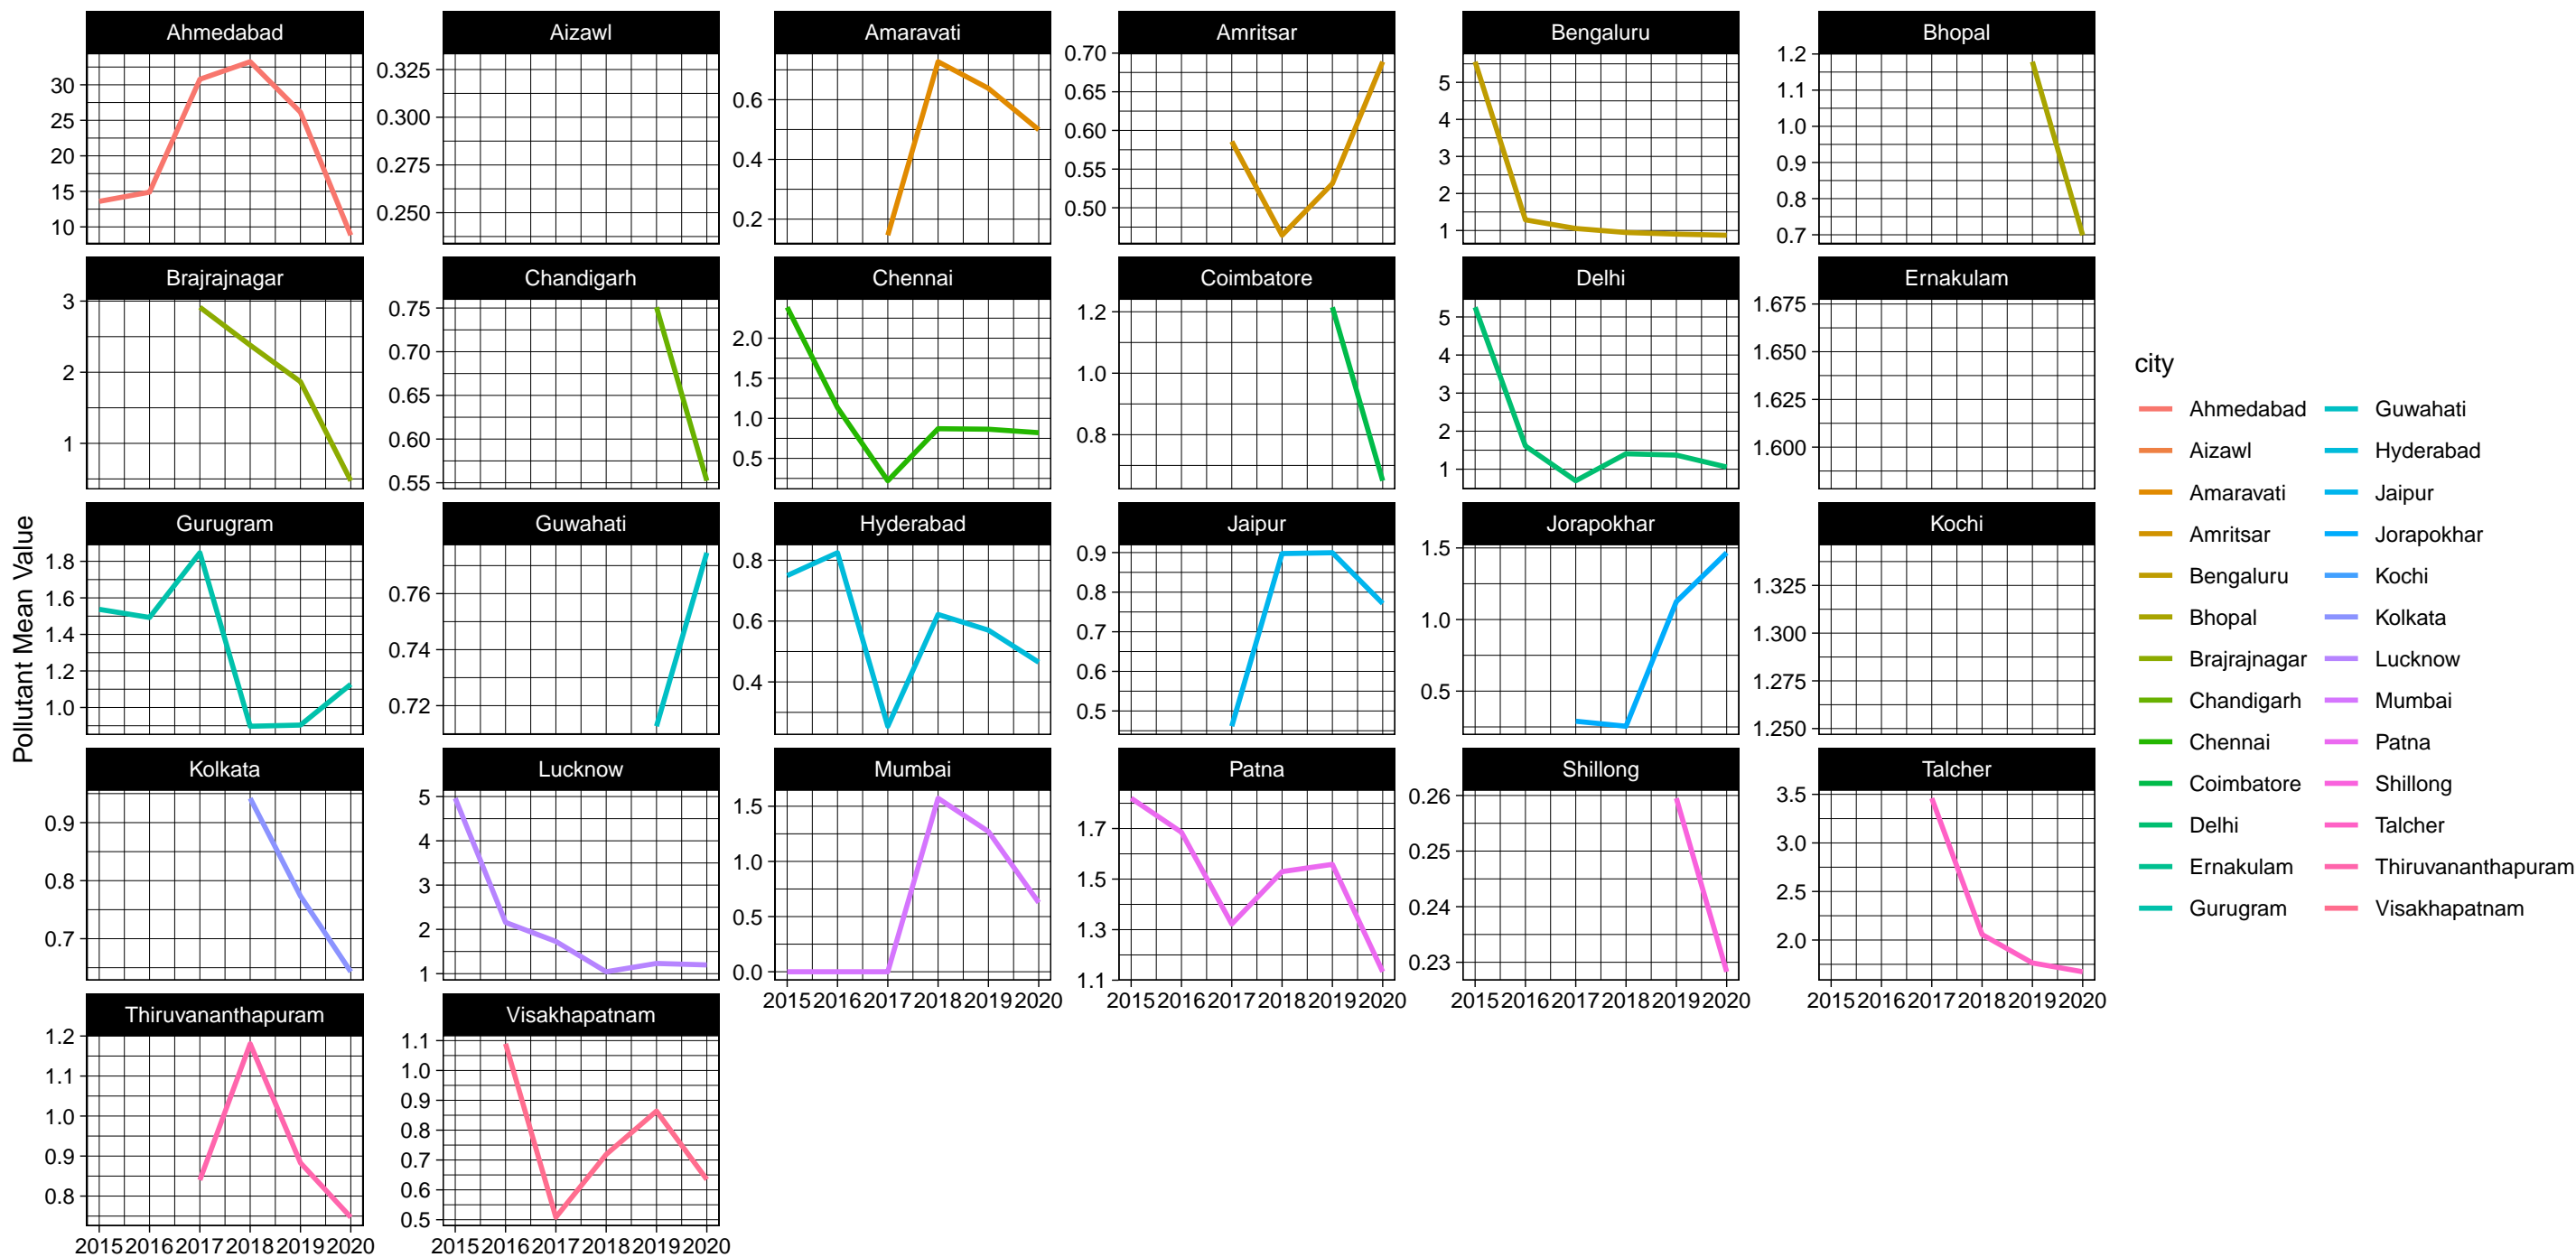 Ahmedabad Aizawl Amaravati Amritsar Bengaluru Bhopal
30
25
20
15
10
0.325
0.300
0.275
0.250
0.6
0.4
0.2
0.70
0.65
0.60
0.55
0.50
5
4
3
2
1
1.2
1.1
1.0
0.9
0.8
0.7
Brajrajnagar Chandigarh Chennai Coimbatore Delhi Ernakulam
3
2
1
0.75
0.70
0.65
0.60
0.55
2.0
1.5
1.0
0.5
1.2
1.0
0.8
5
4
3
2
1
1.675
1.650
1.625
1.600
Pollutant Mean Value
Gurugram Guwahati Hyderabad Jaipur Jorapokhar Kochi
1.8
1.6
1.4
1.2
1.0
0.76
0.74
0.72
0.8
0.6
0.4
0.9
0.8
0.7
0.6
0.5
1.5
1.0
0.5
1.325
1.300
1.275
1.250
Kolkata Lucknow Mumbai Patna Shillong Talcher
0.9
0.8
0.7
5
4
3
2
1
1.5
1.0
0.5
0.0
1.7
1.5
1.3
1.1
0.26
0.25
0.24
0.23
3.5
3.0
2.5
2.0
2015 2016 2017 2018 2019 2020
2015 2016 2017 2018 2019 2020
2015 2016 2017 2018 2019 2020
2015 2016 2017 2018 2019 2020
Thiruvananthapuram Visakhapatnam
1.2
1.1
1.0
0.9
0.8
1.1
1.0
0.9
0.8
0.7
0.6
0.5
2015 2016 2017 2018 2019 2020
2015 2016 2017 2018 2019 2020
city
Ahmedabad
Aizawl
Amaravati
Amritsar
Bengaluru
Bhopal
Brajrajnagar
Chandigarh
Chennai
Coimbatore
Delhi
Ernakulam
Gurugram
Guwahati
Hyderabad
Jaipur
Jorapokhar
Kochi
Kolkata
Lucknow
Mumbai
Patna
Shillong
Talcher
Thiruvananthapuram
Visakhapatnam